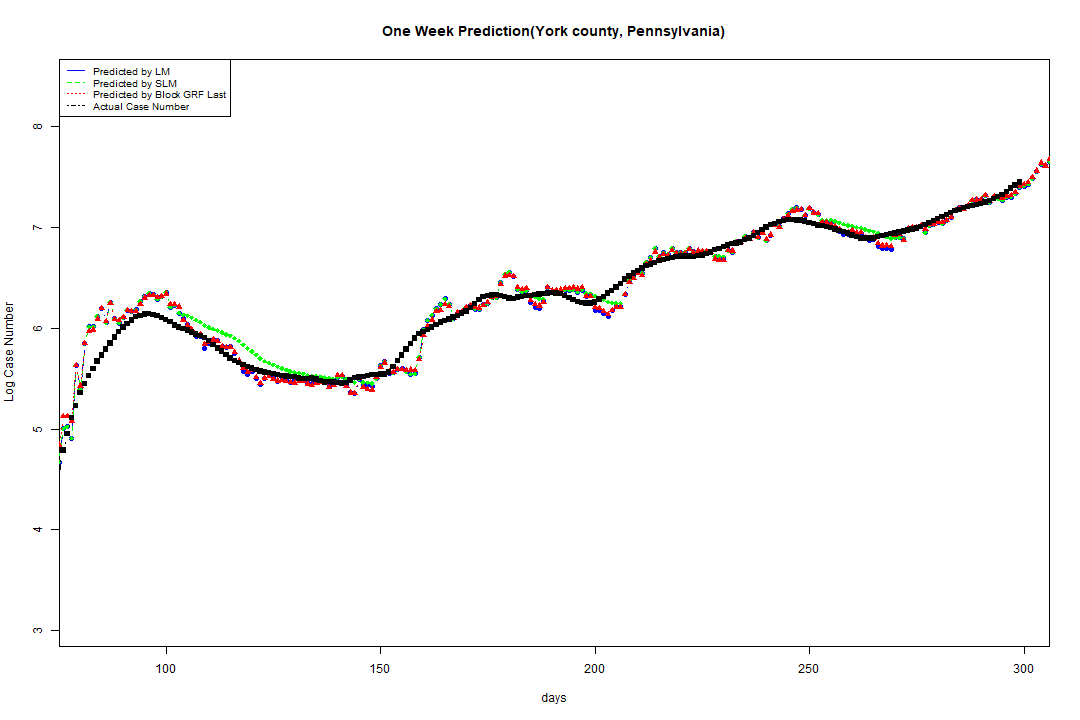 One Week Prediction(York county, Pennsylvania)
Predicted by LM
Predicted by SLM
Predicted by Block GRF Last
Actual Case Number
Log Case Number
8
7
6
5
4
3
100 150 200 250 300
days